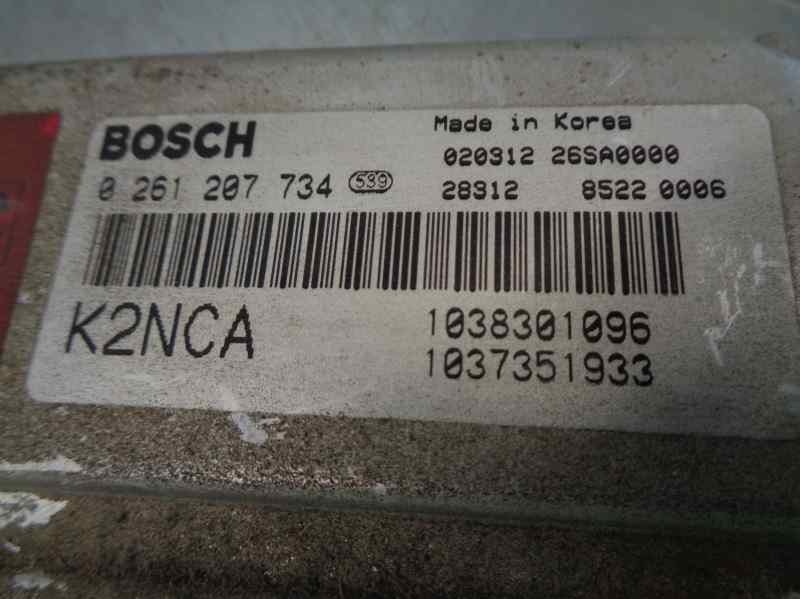 BOSCH
Made in Korea
020312 26SA0000
0 261 207 734 539
28312 8522 0006
K2NCA
1038301096
1037351933